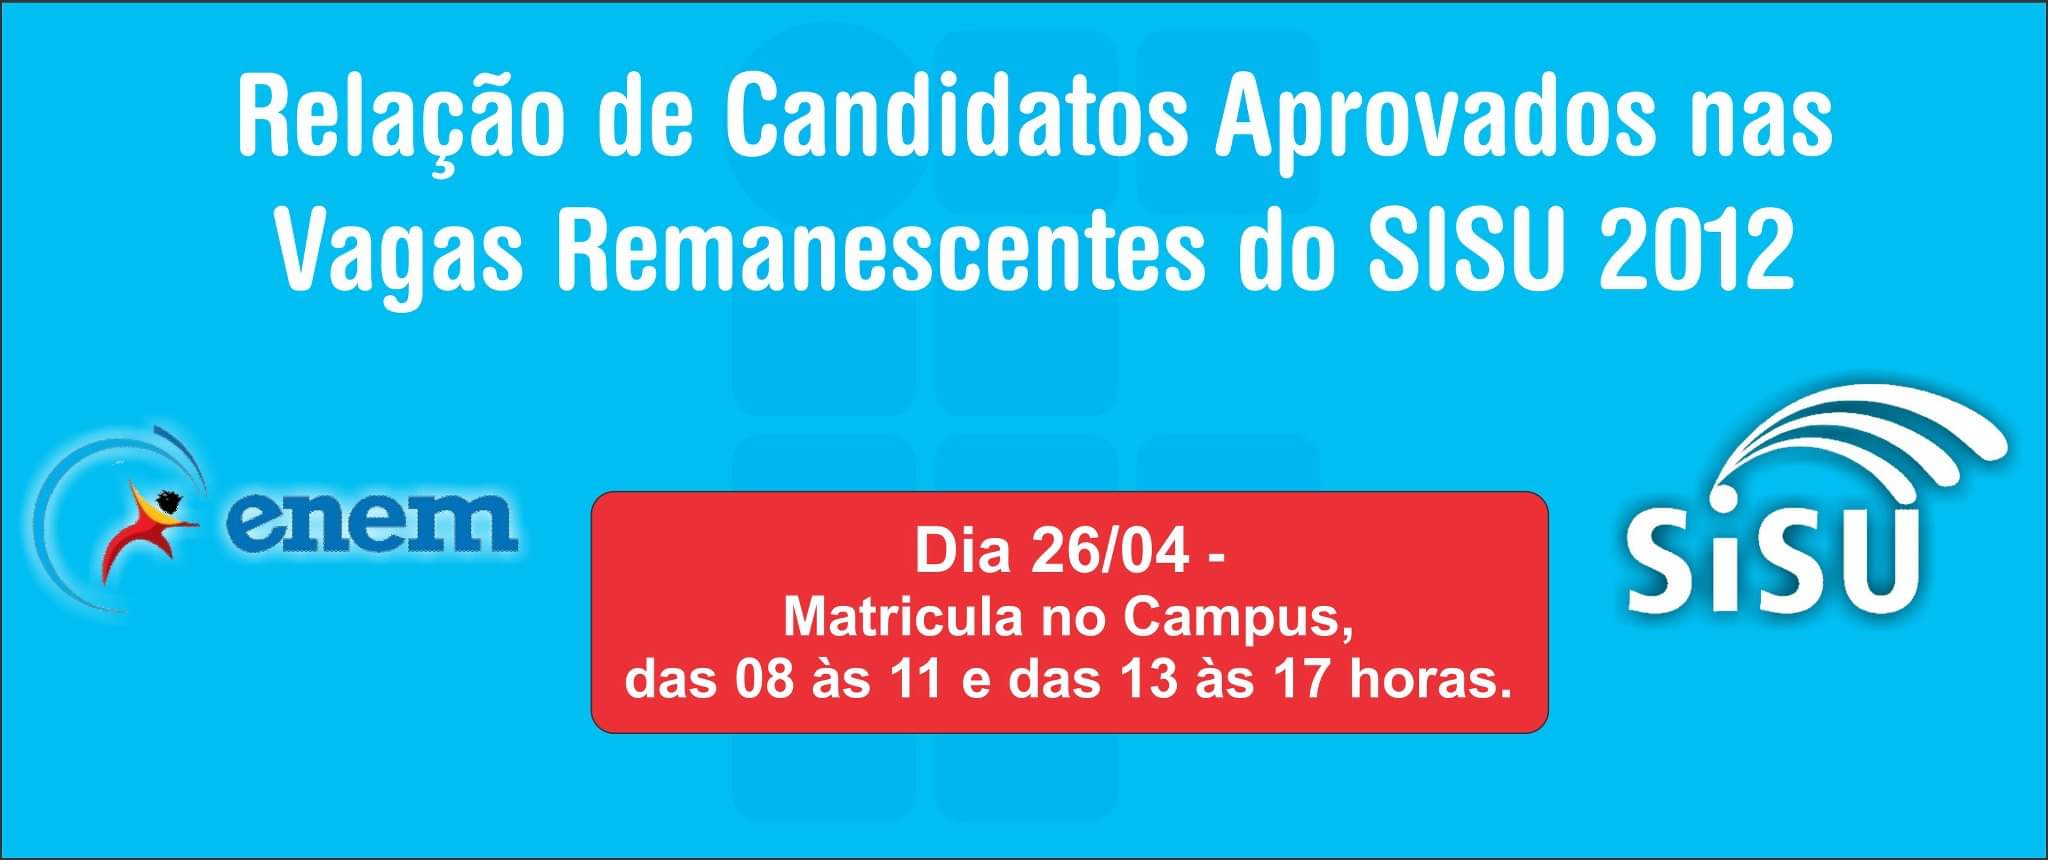 Relação de Candidatos Aprovados nas
Vagas Remanescentes do SISU 2012
enem
SiSU
Dia 26/04 -
Matricula no Campus,
das 08 às 11 e das 13 às 17 horas.